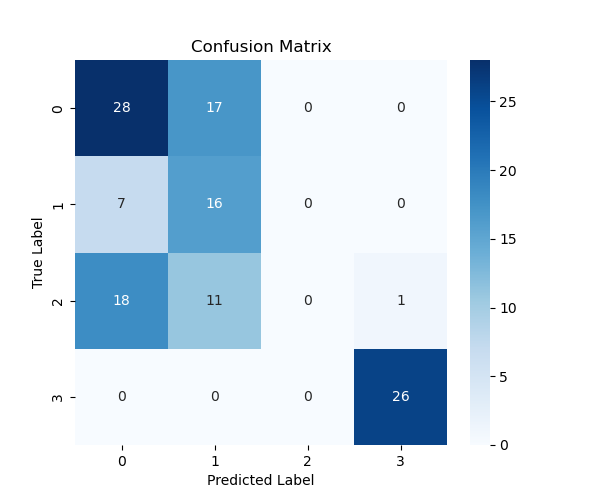 Confusion Matrix
True Label
0 28 17 0 0
1 7 16 0 0
2 18 11 0 1
3 0 0 0 26
0 1 2 3
Predicted Label
25
20
15
10
5
0